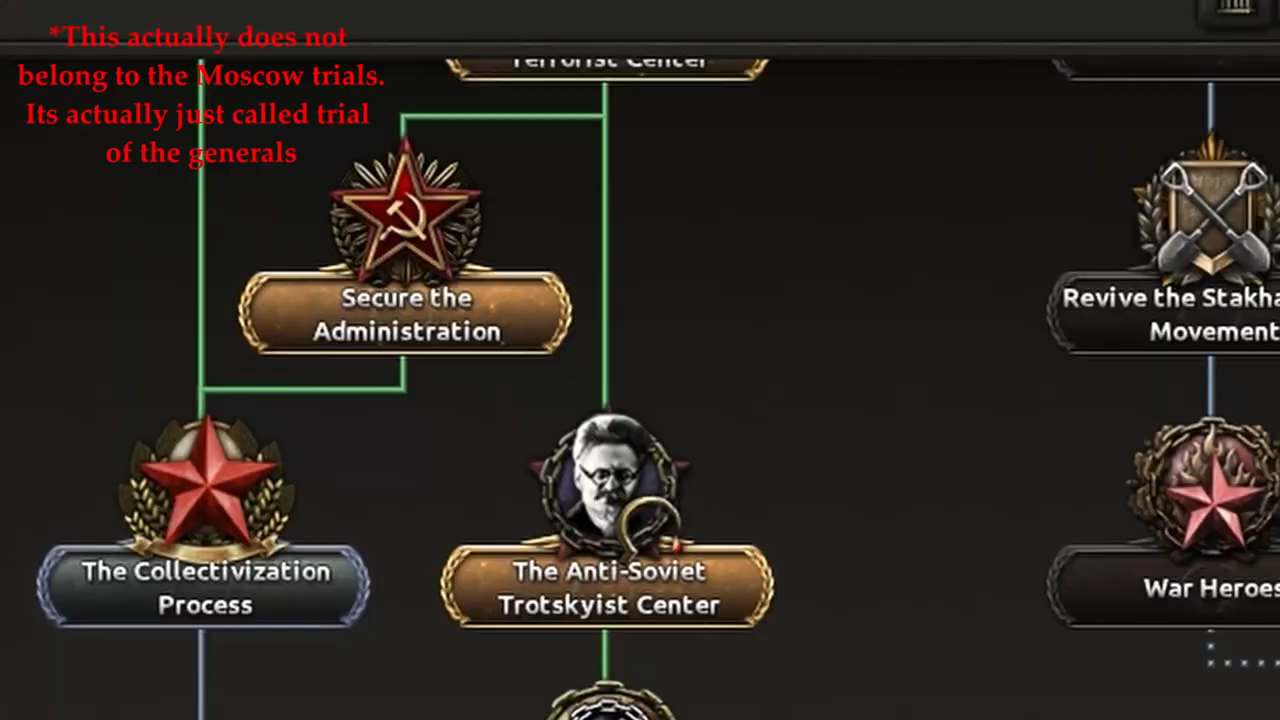 *This actually does not
belong to the Moscow trials.
Its actually just called trial
of the generals
Terrorist Center
Secure the
Administration
Revive the
Movement
The Collectivization
Process
The Anti-Soviet
Trotskyist Center
War Heroes